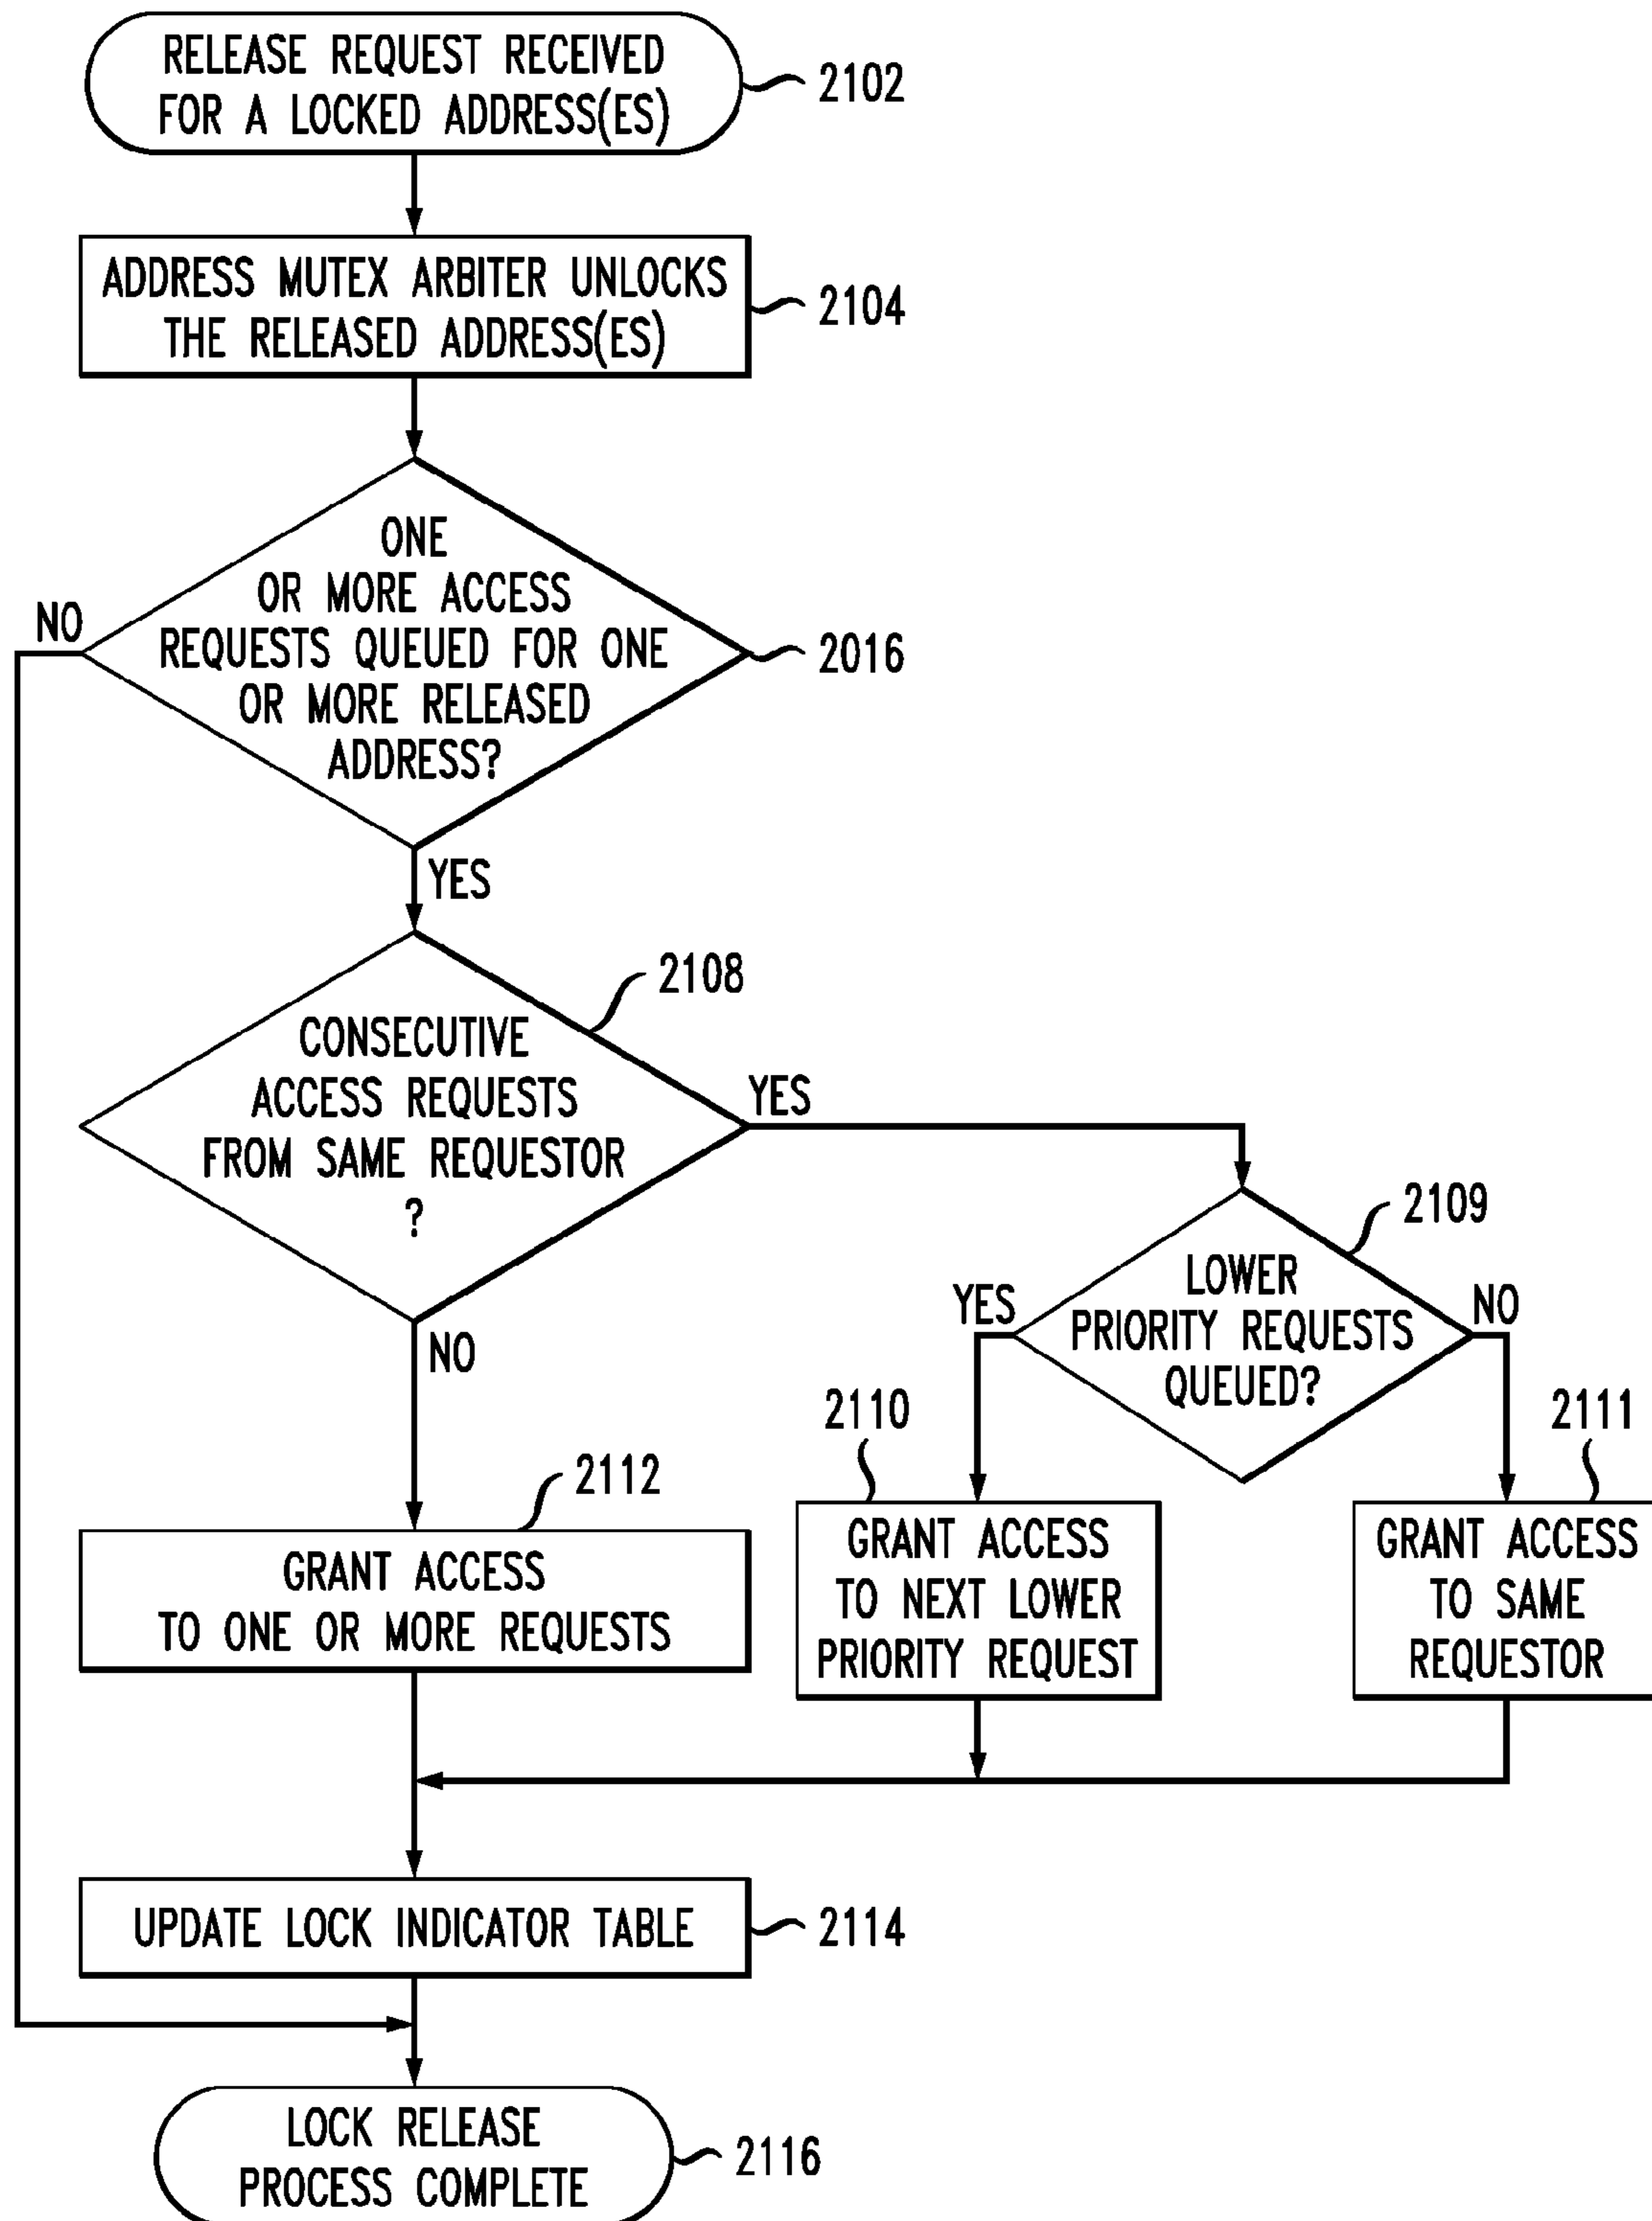 RELEASE REQUEST RECEIVED
FOR A LOCKED ADDRESS(ES)
2102
ADDRESS MUTEX ARBITER UNLOCKS
THE RELEASED ADDRESS(ES)
2104
ONE
OR MORE ACCESS
REQUESTS QUEUED FOR ONE
OR MORE RELEASED
ADDRESS?
NO
2016
YES
2108
CONSECUTIVE
ACCESS REQUESTS
FROM SAME REQUESTOR
?
YES
NO
2109
LOWER
PRIORITY REQUESTS
QUEUED?
YES
NO
2110
2111
2112
GRANT ACCESS
TO ONE OR MORE REQUESTS
GRANT ACCESS
TO NEXT LOWER
PRIORITY REQUEST
GRANT ACCESS
TO SAME
REQUESTOR
UPDATE LOCK INDICATOR TABLE
2114
LOCK RELEASE
PROCESS COMPLETE
2116